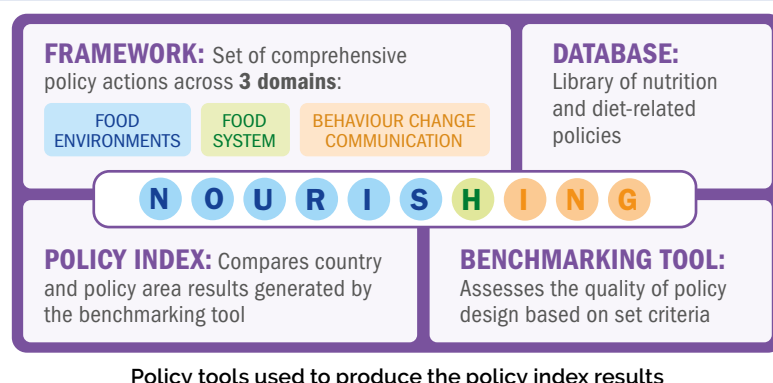 FRAMEWORK: Set of comprehensive
policy actions across 3 domains:
FOOD
ENVIRONMENTS
FOOD
SYSTEM
BEHAVIOUR CHANGE
COMMUNICATION
DATABASE:
Library of nutrition
and diet-related
policies
NOURISHING
POLICY INDEX: Compares country
and policy area results generated by
the benchmarking tool
BENCHMARKING TOOL:
Assesses the quality of policy
design based on set criteria
Policy tools used to produce the policy index results